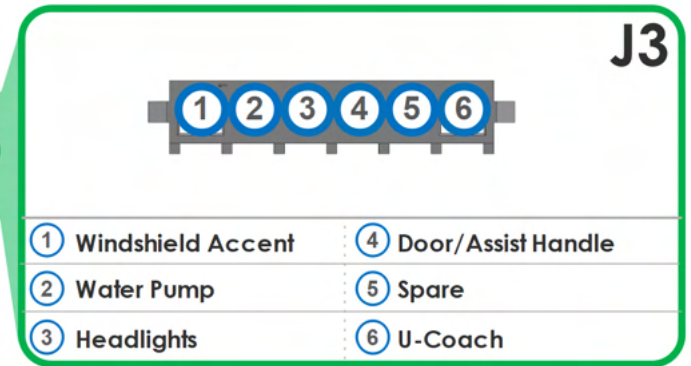 J3
1 2 3 4 5 6
1 Windshield Accent 4 Door/Assist Handle
2 Water Pump 5 Spare
3 Headlights 6 U-Coach